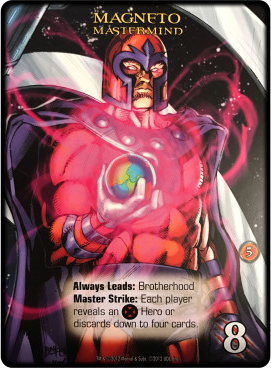 MAGNETO
MASTERMIND
5
Always Leads: Brotherhood
Master Strike: Each player
reveals an Hero or
discards down to four cards.
8